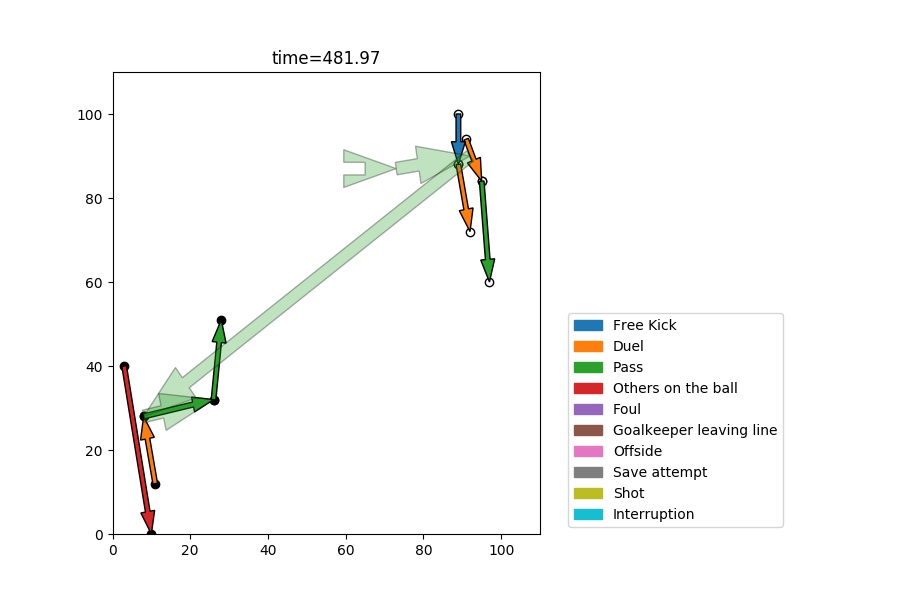 time=481.97
100
80
60
40
20
0
0 20 40 60 80 100
Free Kick
Duel
Pass
Others on the ball
Foul
Goalkeeper leaving line
Offside
Save attempt
Shot
Interruption